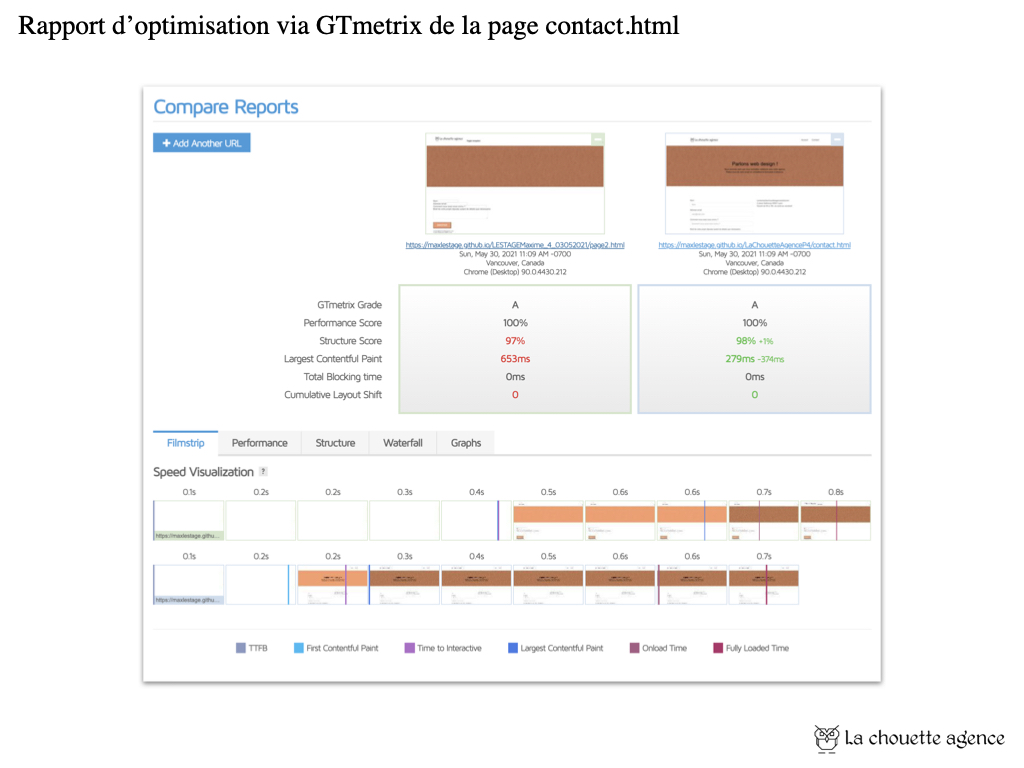 Rapport d’optimisation via GTmetrix de la page contact.html
Compare Reports
+ Add Another URL
La chouette agence
Parlons web design !
https://maxlestage.github.io/LESTAGEMaxime_4_03052021/page2.html
Sun, May 30, 2021 11:09 AM -0700
Vancouver, Canada
Chrome (Desktop) 90.0.4430.212
https://maxlestage.github.io/LaChouetteAgenceP4/contact.html
Sun, May 30, 2021 11:09 AM -0700
Vancouver, Canada
Chrome (Desktop) 90.0.4430.212
GTmetrix Grade A A
Performance Score 100% 100%
Structure Score 97% 98% +1%
Largest Contentful Paint 653ms 279ms -374ms
Total Blocking time 0ms 0ms
Cumulative Layout Shift 0 0
Filmstrip Performance Structure Waterfall Graphs
Speed Visualization ?
0.1s 0.2s 0.2s 0.3s 0.4s 0.5s 0.6s 0.6s 0.7s 0.8s
https://maxlestage.githu...
0.1s 0.2s 0.2s 0.3s 0.4s 0.5s 0.6s 0.6s 0.7s
https://maxlestage.githu...
TTFB First Contentful Paint Time to Interactive Largest Contentful Paint Onload Time Fully Loaded Time
La chouette agence